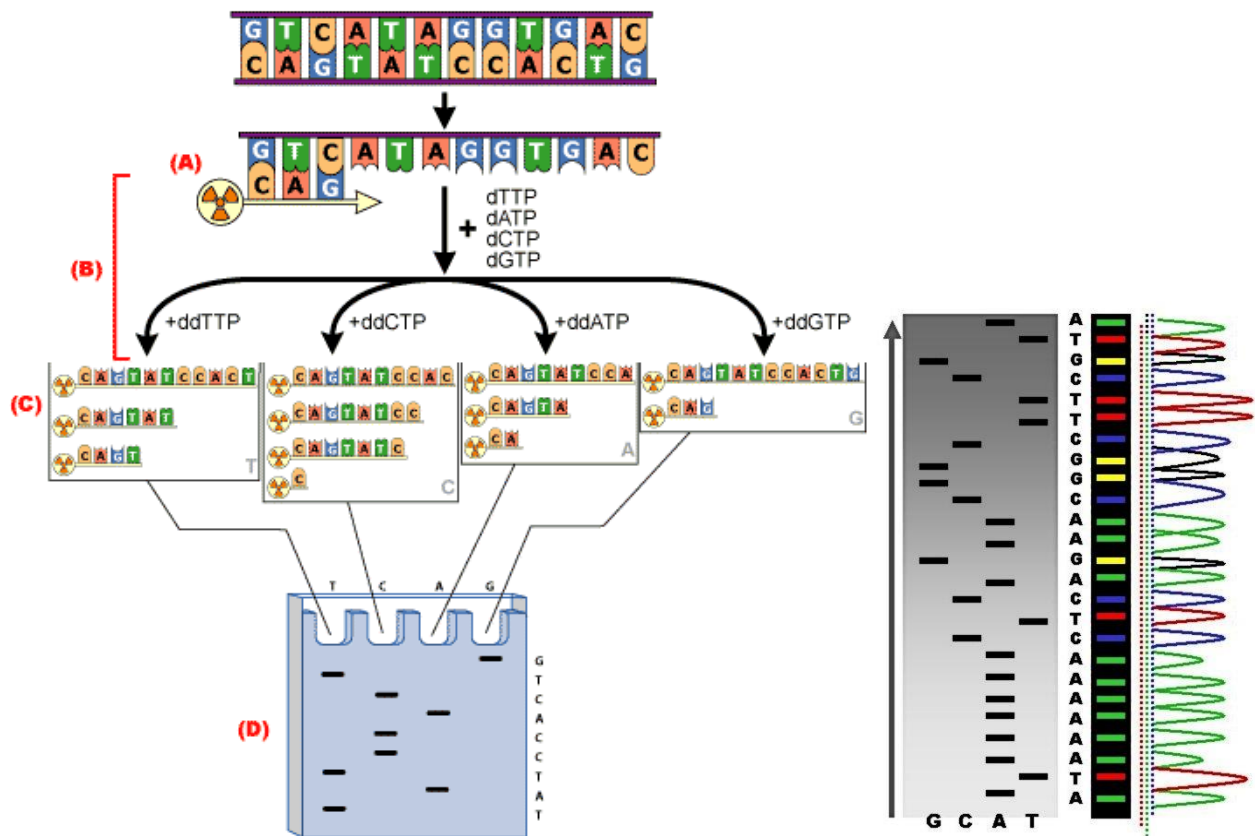 G T C A T A G G T G A C
C A G T A T C C A C T G
(A)
G T C A T A G G T G A C
C A G
(B)
+
dTTP
dATP
dCTP
dGTP
+ddTTP
+ddCTP
+ddATP
+ddGTP
(C)
C A G T A T C C A C T
C A G T A T
C A G T
T
C A G T A T C C A C
C A G T A T C C
C A G T A T C
C
C
C A G T A T C C A
C A G T A
C A
A
C A G T A T C C A C T G
C A G
G
T C A G
(D)
G
T
C
A
C
C
T
A
T
A
T
G
C
T
T
C
G
G
C
A
A
G
A
C
T
C
A
A
A
A
A
A
T
A
G C A T